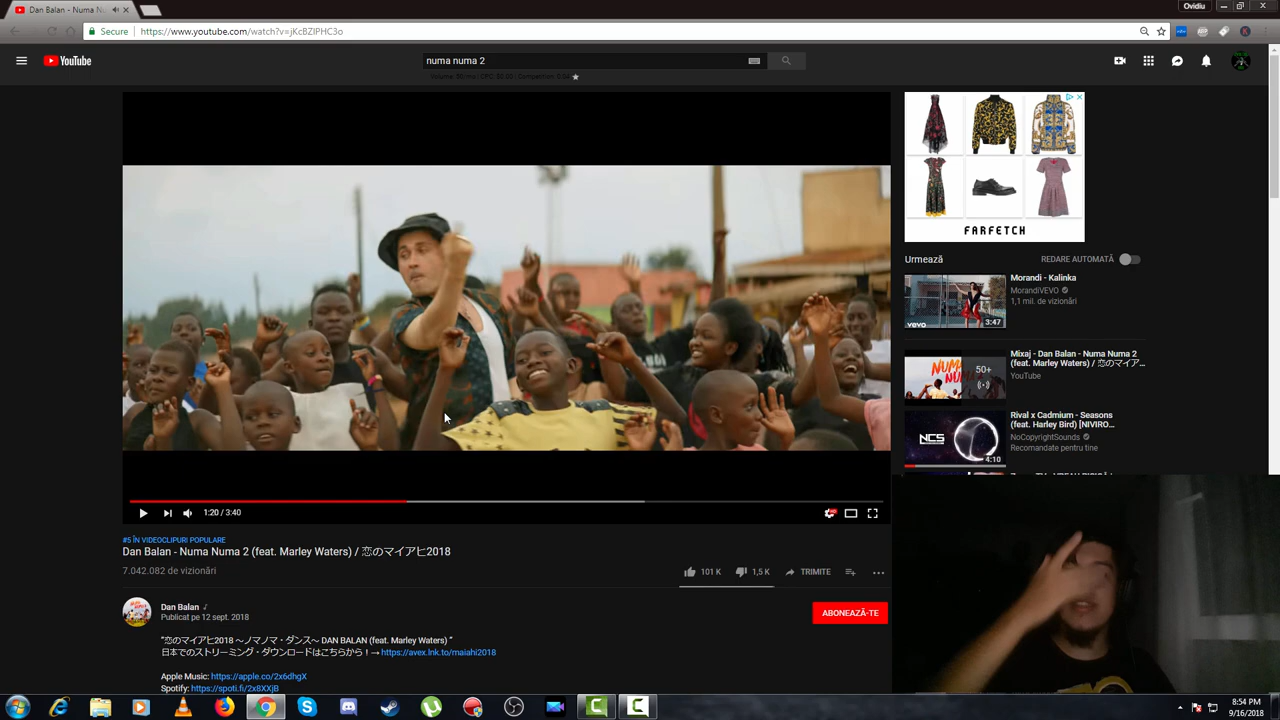 Dan Balan - Numa Nu
Ovidiu
Secure
https://www.youtube.com/watch?v=jKcBZIPHC3o
YouTube
numa numa 2
FARFETCH
Urmează
REDARE AUTOMATĂ
Morandi - Kalinka
MorandiVEVO
1,1 mil. de vizionări
vevo
3:47
NUMA
50+
Mixaj - Dan Balan - Numa Numa 2
(feat. Marley Waters) / 恋のマイア...
YouTube
Rival x Cadmium - Seasons
(feat. Harley Bird) [NIVIRO...
NoCopyrightSounds
Recomandate pentru tine
NCS
4:10
1:20 / 3:40
HD
#5 ÎN VIDEOCLIPURI POPULARE
Dan Balan - Numa Numa 2 (feat. Marley Waters) / 恋のマイアヒ2018
7.042.082 de vizionări
101 K
1,5 K
TRIMITE
Dan Balan
Publicat pe 12 sept. 2018
ABONEAZĂ-TE
"恋のマイアヒ2018 ～ノマノマ・ダンス～ DAN BALAN (feat. Marley Waters) "
日本でのストリーミング・ダウンロードはこちらから！→ https://avex.lnk.to/maiahi2018
Apple Music: https://apple.co/2x6dhgX
Spotify: https://spoti.fi/2x8XXjB
8:54 PM
9/16/2018